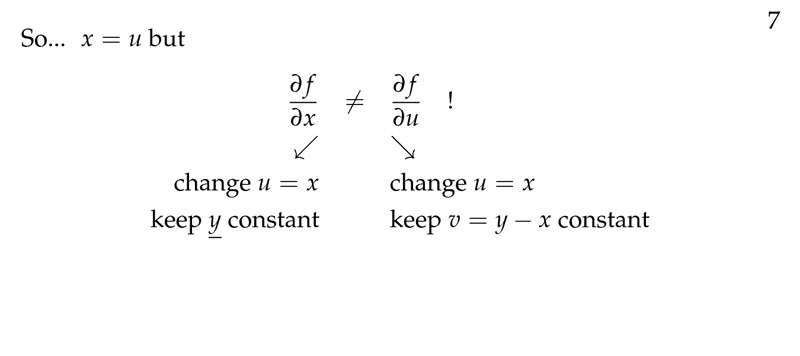 7
So... x = u but
∂f/∂x ≠ ∂f/∂u !
↙ ↘
change u = x change u = x
keep y constant keep v = y − x constant